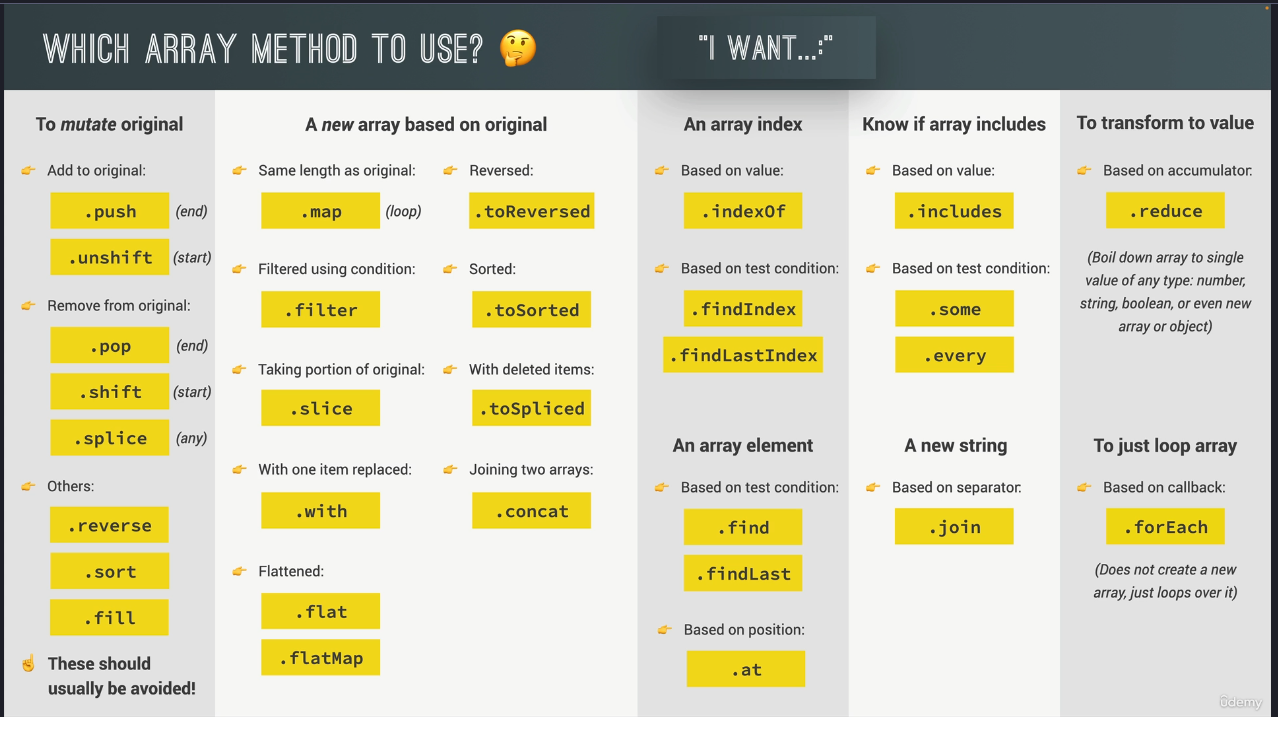 WHICH ARRAY METHOD TO USE? 🤔
"I WANT...:"
To mutate original
Add to original:
.push (end)
.unshift (start)
Remove from original:
.pop (end)
.shift (start)
.splice (any)
Others:
.reverse
.sort
.fill
These should
usually be avoided!
A new array based on original
Same length as original:
.map (loop)
Filtered using condition:
.filter
Taking portion of original:
.slice
With one item replaced:
.with
Flattened:
.flat
.flatMap
Reversed:
.toReversed
Sorted:
.toSorted
With deleted items:
.toSpliced
Joining two arrays:
.concat
An array index
Based on value:
.indexOf
Based on test condition:
.findIndex
.findLastIndex
An array element
Based on test condition:
.find
.findLast
Based on position:
.at
Know if array includes
Based on value:
.includes
Based on test condition:
.some
.every
A new string
Based on separator:
.join
To transform to value
Based on accumulator:
.reduce
(Boil down array to single
value of any type: number,
string, boolean, or even new
array or object)
To just loop array
Based on callback:
.forEach
(Does not create a new
array, just loops over it)
ûdemy